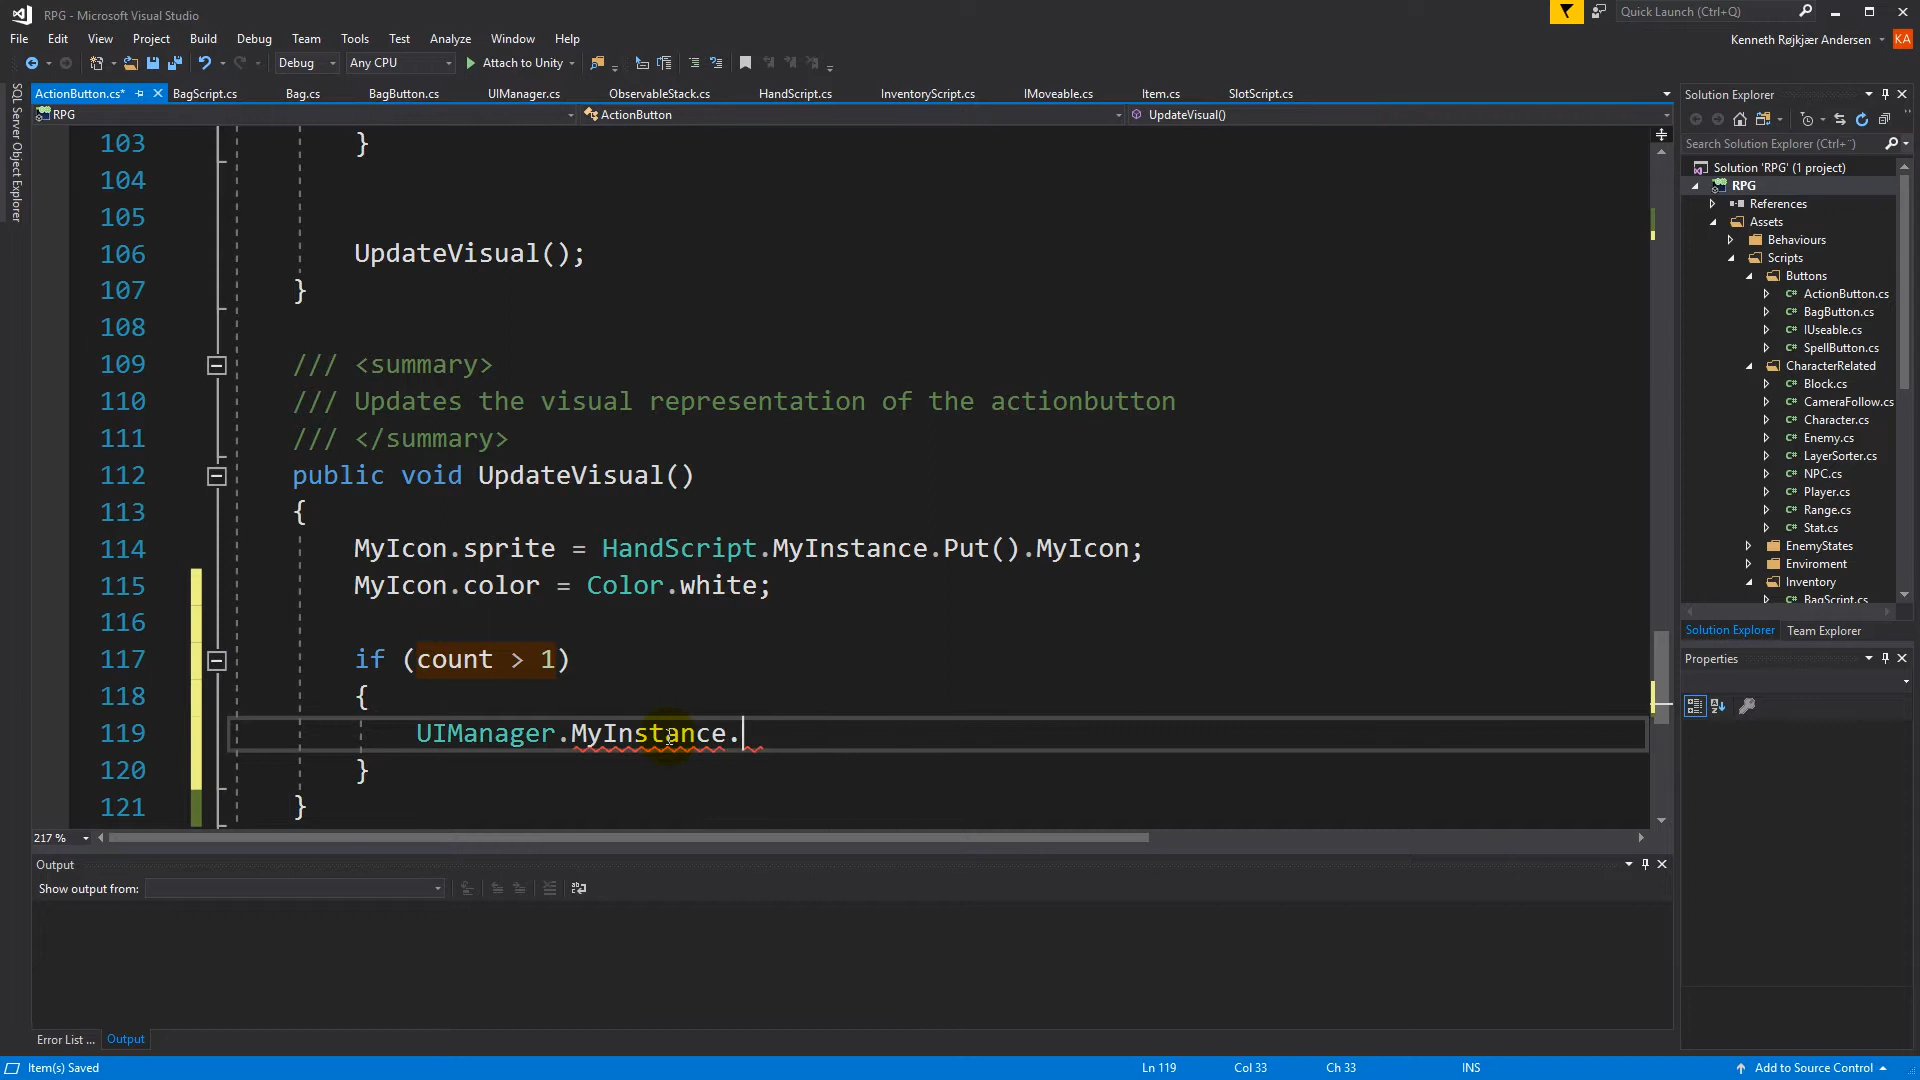 RPG - Microsoft Visual Studio
Quick Launch (Ctrl+Q)
File Edit View Project Build Debug Team Tools Test Analyze Window Help
Kenneth Røjkjær Andersen KA
Debug Any CPU Attach to Unity
ActionButton.cs* BagScript.cs Bag.cs BagButton.cs UIManager.cs ObservableStack.cs HandScript.cs InventoryScript.cs IMoveable.cs Item.cs SlotScript.cs
RPG ActionButton UpdateVisual()
SQL Server Object Explorer
103 }
104
105
106 UpdateVisual();
107 }
108
109 /// <summary>
110 /// Updates the visual representation of the actionbutton
111 /// </summary>
112 public void UpdateVisual()
113 {
114 MyIcon.sprite = HandScript.MyInstance.Put().MyIcon;
115 MyIcon.color = Color.white;
116
117 if (count > 1)
118 {
119 UIManager.MyInstance.
120 }
121 }
217 %
Output
Show output from:
Error List ... Output
Solution Explorer
Search Solution Explorer (Ctrl+¨)
Solution 'RPG' (1 project)
RPG
References
Assets
Behaviours
Scripts
Buttons
C# ActionButton.cs
C# BagButton.cs
C# IUseable.cs
C# SpellButton.cs
CharacterRelated
C# Block.cs
C# CameraFollow.cs
C# Character.cs
C# Enemy.cs
C# LayerSorter.cs
C# NPC.cs
C# Player.cs
C# Range.cs
C# Stat.cs
EnemyStates
Enviroment
Inventory
C# BagScript.cs
Solution Explorer Team Explorer
Properties
Item(s) Saved Ln 119 Col 33 Ch 33 INS Add to Source Control